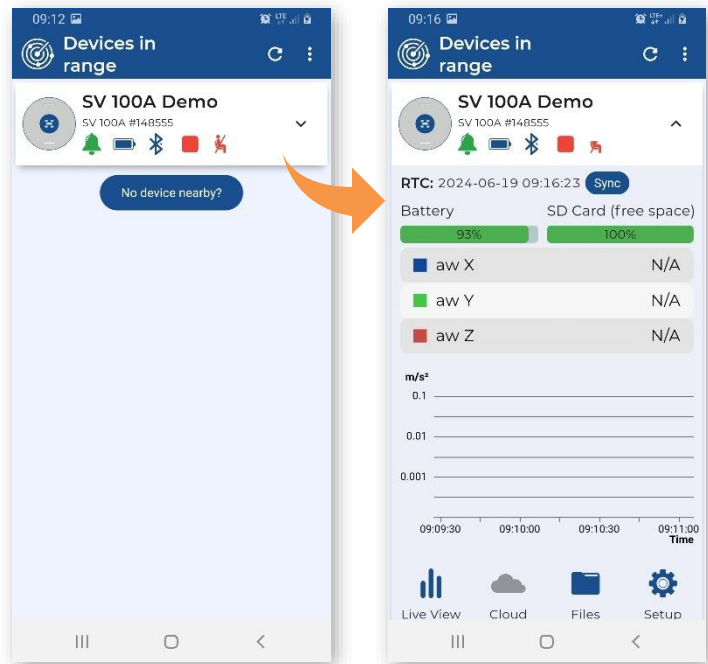 09:12
LTE
Devices in
range
SV 100A Demo
SV 100A #148555
No device nearby?
09:16
LTE+
Devices in
range
SV 100A Demo
SV 100A #148555
RTC: 2024-06-19 09:16:23 Sync
Battery SD Card (free space)
93% 100%
aw X N/A
aw Y N/A
aw Z N/A
m/s²
0.1
0.01
0.001
09:09:30 09:10:00 09:10:30 09:11:00
Time
Live View Cloud Files Setup